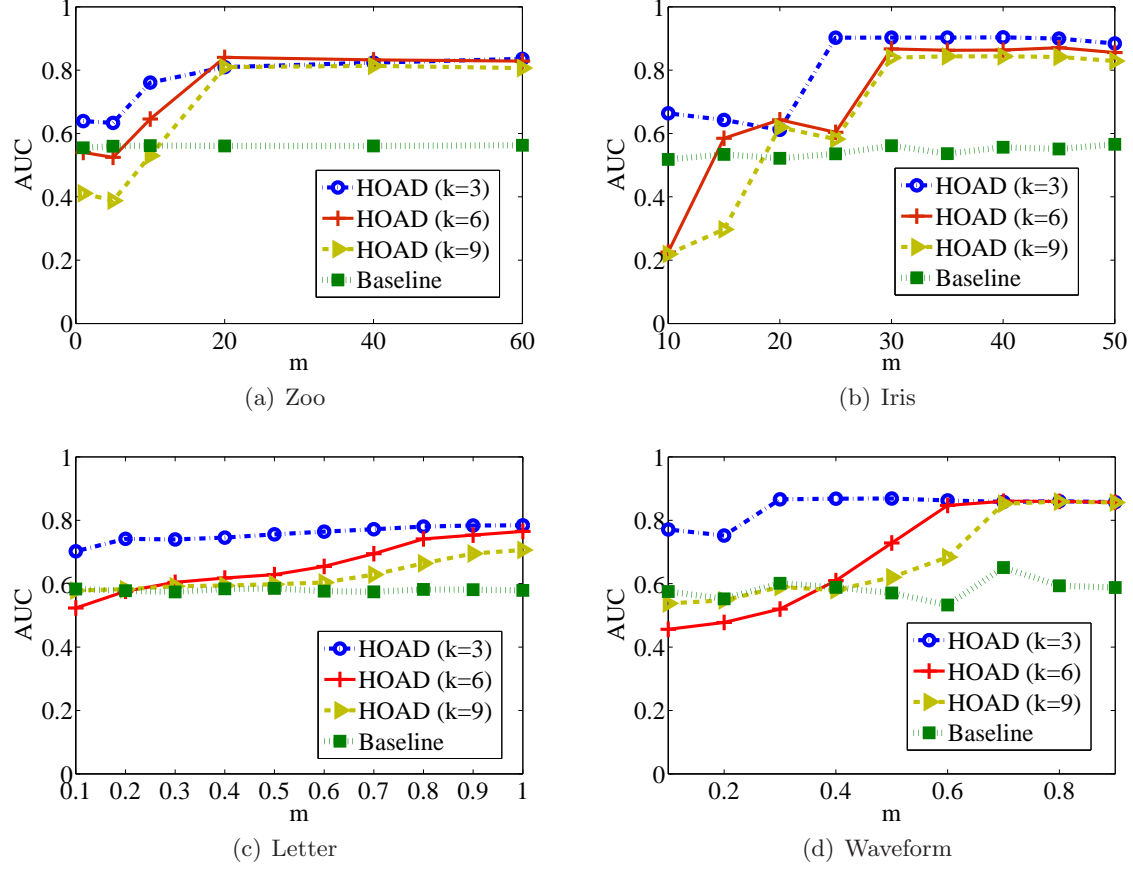 1
0.8
0.6
0.4
0.2
0
AUC
0 20 40 60
m
HOAD (k=3)
HOAD (k=6)
HOAD (k=9)
Baseline
(a) Zoo
1
0.8
0.6
0.4
0.2
0
AUC
10 20 30 40 50
m
HOAD (k=3)
HOAD (k=6)
HOAD (k=9)
Baseline
(b) Iris
1
0.8
0.6
0.4
0.2
0
AUC
0.1 0.2 0.3 0.4 0.5 0.6 0.7 0.8 0.9 1
m
HOAD (k=3)
HOAD (k=6)
HOAD (k=9)
Baseline
(c) Letter
1
0.8
0.6
0.4
0.2
0
AUC
0.2 0.4 0.6 0.8
m
HOAD (k=3)
HOAD (k=6)
HOAD (k=9)
Baseline
(d) Waveform